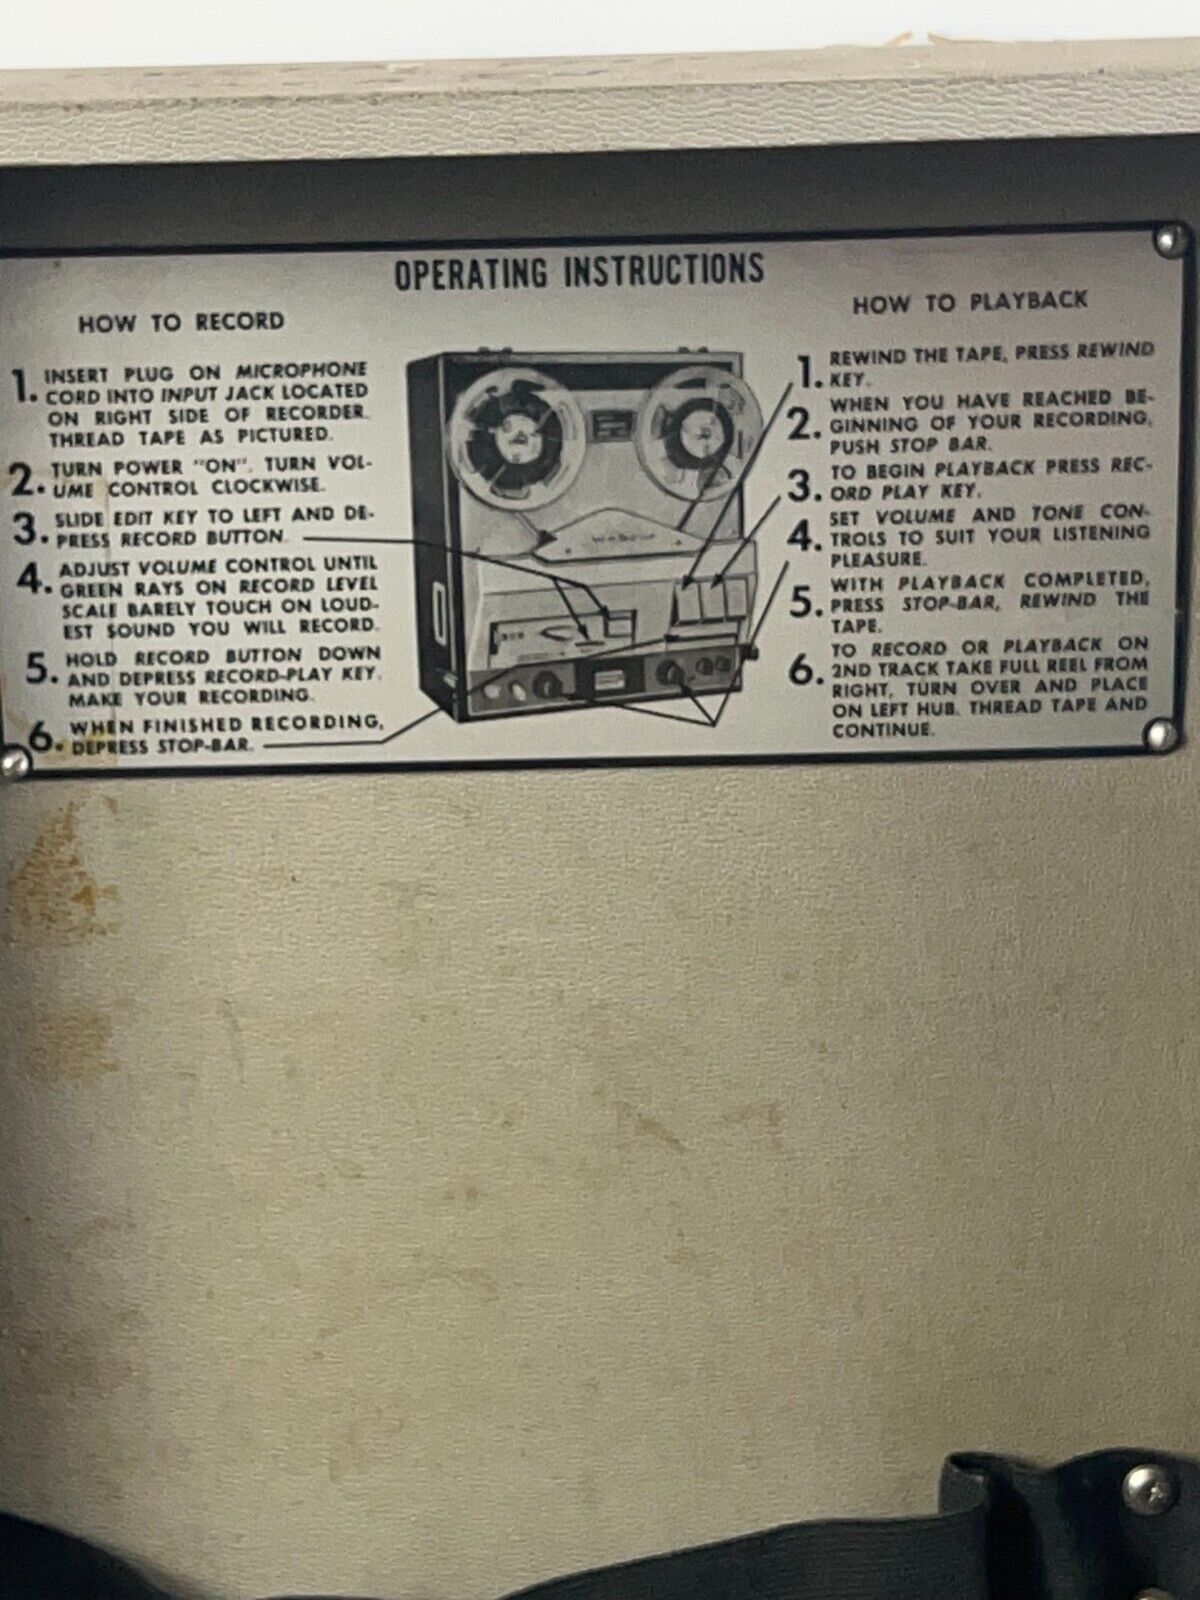 OPERATING INSTRUCTIONS
HOW TO RECORD
1. INSERT PLUG ON MICROPHONE
CORD INTO INPUT JACK LOCATED
ON RIGHT SIDE OF RECORDER.
THREAD TAPE AS PICTURED.
2. TURN POWER "ON". TURN VOL-
UME CONTROL CLOCKWISE.
3. SLIDE EDIT KEY TO LEFT AND DE-
PRESS RECORD BUTTON.
4. ADJUST VOLUME CONTROL UNTIL
GREEN RAYS ON RECORD LEVEL
SCALE BARELY TOUCH ON LOUD-
EST SOUND YOU WILL RECORD.
5. HOLD RECORD BUTTON DOWN
AND DEPRESS RECORD-PLAY KEY.
MAKE YOUR RECORDING.
6. WHEN FINISHED RECORDING,
DEPRESS STOP-BAR.
HOW TO PLAYBACK
1. REWIND THE TAPE, PRESS REWIND
KEY.
2. WHEN YOU HAVE REACHED BE-
GINNING OF YOUR RECORDING,
PUSH STOP BAR.
3. TO BEGIN PLAYBACK PRESS REC-
ORD PLAY KEY.
4. SET VOLUME AND TONE CON-
TROLS TO SUIT YOUR LISTENING
PLEASURE.
5. WITH PLAYBACK COMPLETED,
PRESS STOP-BAR, REWIND THE
TAPE.
6. TO RECORD OR PLAYBACK ON
2ND TRACK TAKE FULL REEL FROM
RIGHT, TURN OVER AND PLACE
ON LEFT HUB. THREAD TAPE AND
CONTINUE.